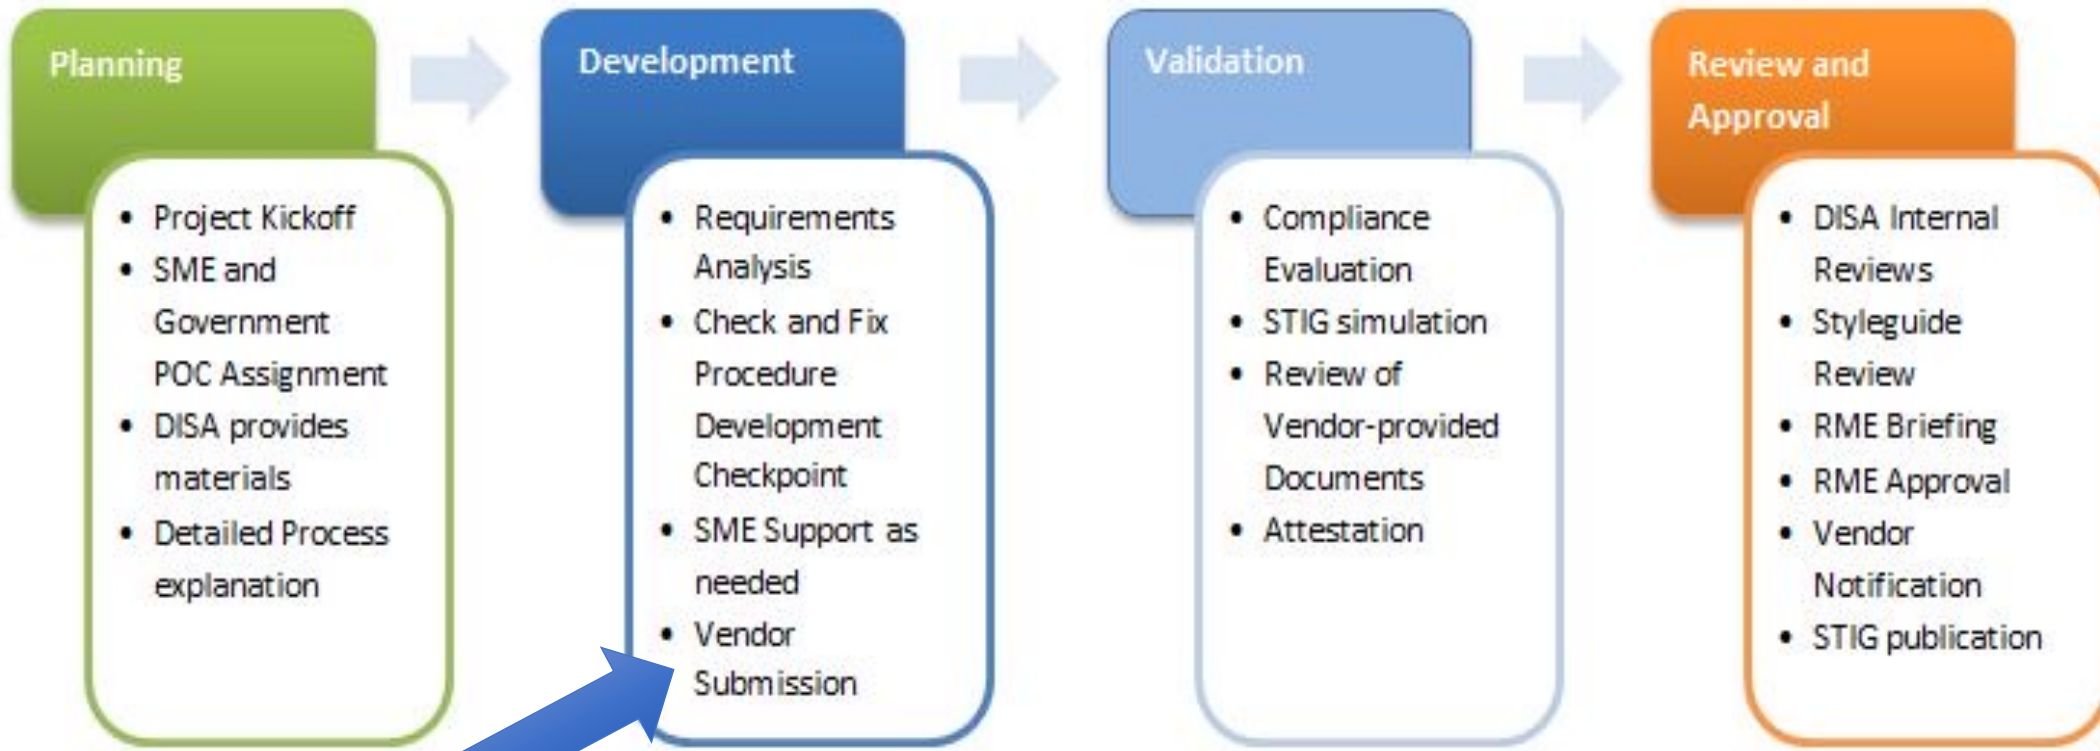 Planning
• Project Kickoff
• SME and
Government
POC Assignment
• DISA provides
materials
• Detailed Process
explanation
Development
• Requirements
Analysis
• Check and Fix
Procedure
Development
Checkpoint
• SME Support as
needed
• Vendor
Submission
Validation
• Compliance
Evaluation
• STIG simulation
• Review of
Vendor-provided
Documents
• Attestation
Review and
Approval
• DISA Internal
Reviews
• Styleguide
Review
• RME Briefing
• RME Approval
• Vendor
Notification
• STIG publication